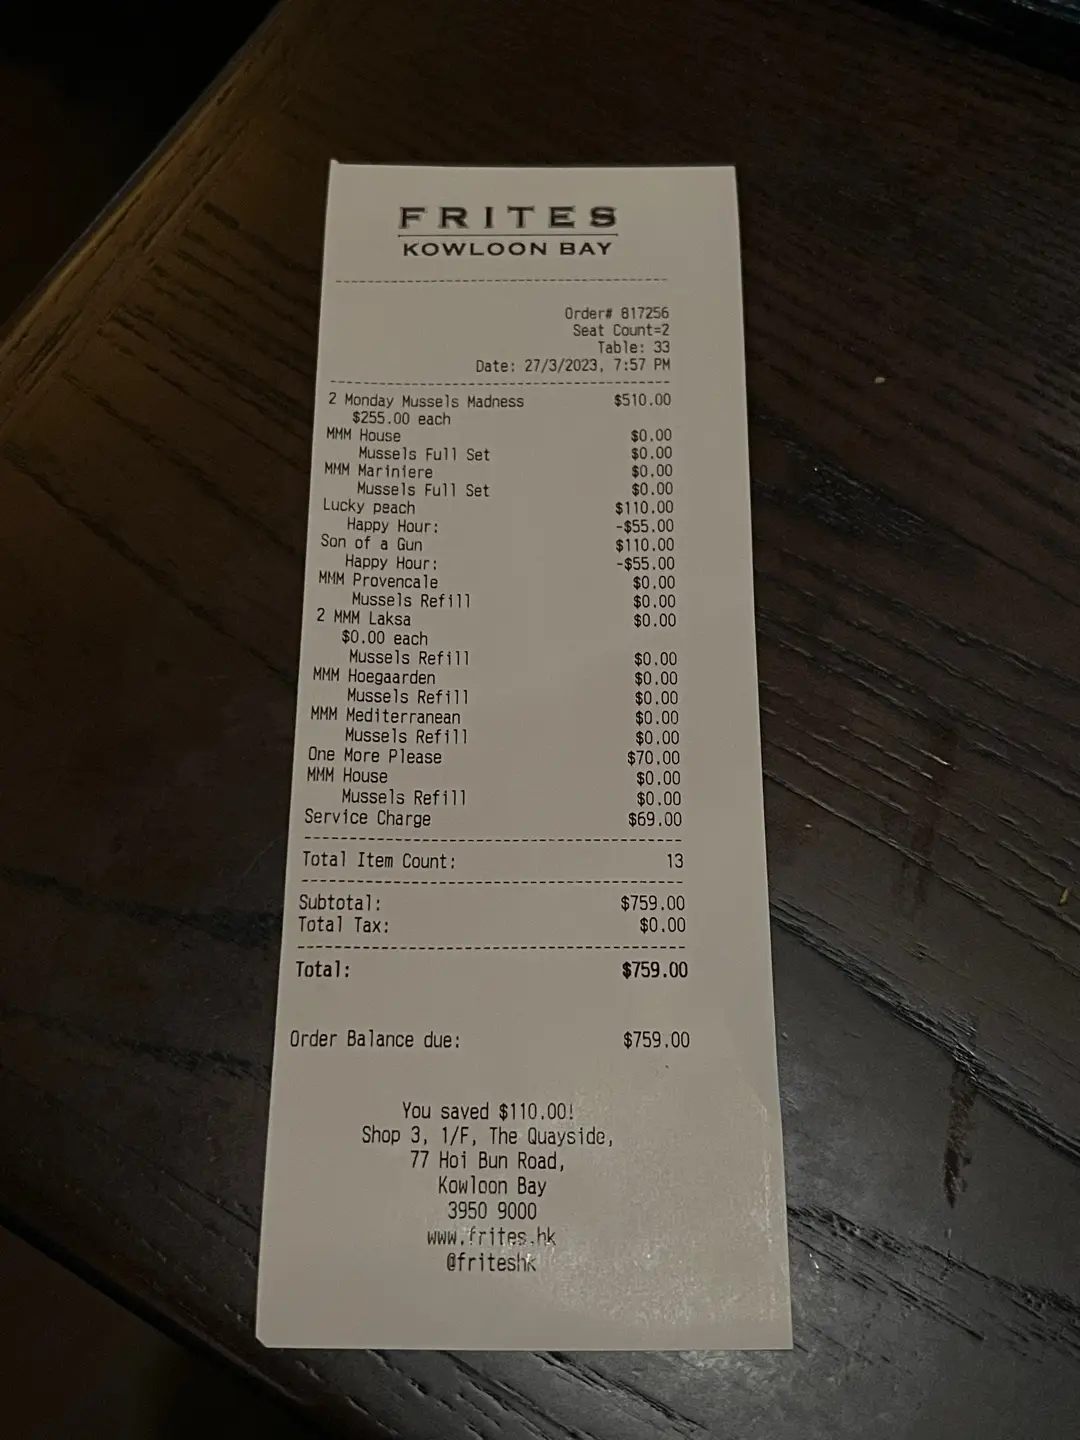 FRITES
KOWLOON BAY
Order# 817256
Seat Count=2
Table: 33
Date: 27/3/2023, 7:57 PM
2 Monday Mussels Madness $510.00
$255.00 each
MMM House $0.00
Mussels Full Set $0.00
MMM Mariniere $0.00
Mussels Full Set $0.00
Lucky peach $110.00
Happy Hour: -$55.00
Son of a Gun $110.00
Happy Hour: -$55.00
MMM Provencale $0.00
Mussels Refill $0.00
2 MMM Laksa $0.00
$0.00 each
Mussels Refill $0.00
MMM Hoegaarden $0.00
Mussels Refill $0.00
MMM Mediterranean $0.00
Mussels Refill $0.00
One More Please $70.00
MMM House $0.00
Mussels Refill $0.00
Service Charge $69.00
Total Item Count: 13
Subtotal: $759.00
Total Tax: $0.00
Total: $759.00
Order Balance due: $759.00
You saved $110.00!
Shop 3, 1/F, The Quayside,
77 Hoi Bun Road,
Kowloon Bay
3950 9000
www.frites.hk
@friteshk